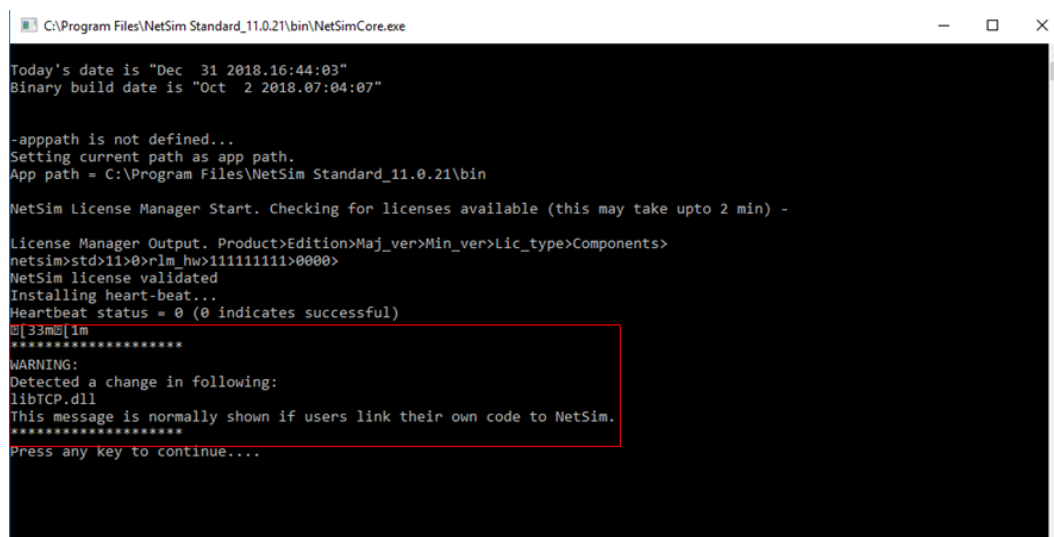 C:\Program Files\NetSim Standard_11.0.21\bin\NetSimCore.exe
Today's date is "Dec  31 2018.16:44:03"
Binary build date is "Oct  2 2018.07:04:07"
-apppath is not defined...
Setting current path as app path.
App path = C:\Program Files\NetSim Standard_11.0.21\bin
NetSim License Manager Start. Checking for licenses available (this may take upto 2 min) -
License Manager Output. Product>Edition>Maj_ver>Min_ver>Lic_type>Components>
netsim>std>11>0>rlm_hw>111111111>0000>
NetSim license validated
Installing heart-beat...
Heartbeat status = 0 (0 indicates successful)
[33m[1m
********************
WARNING:
Detected a change in following:
libTCP.dll
This message is normally shown if users link their own code to NetSim.
********************
Press any key to continue....